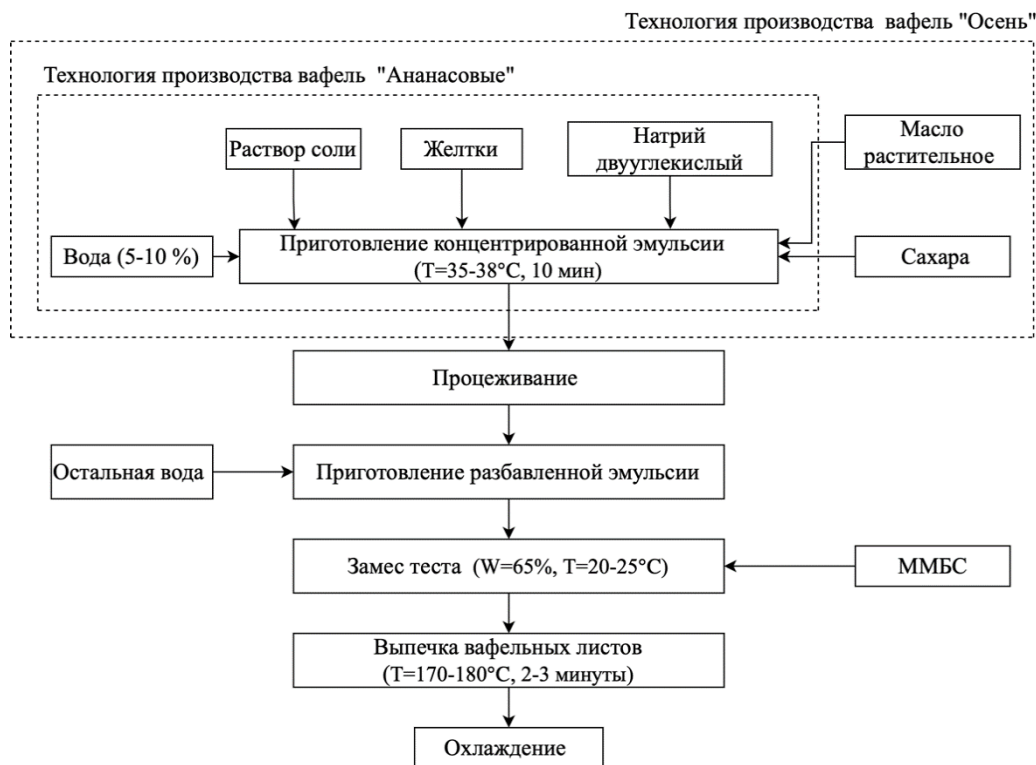 Технология производства вафель "Осень"
Технология производства вафель "Ананасовые"
Раствор соли
Желтки
Натрий
двууглекислый
Масло
растительное
Вода (5-10 %)
Приготовление концентрированной эмульсии
(Т=35-38°С, 10 мин)
Сахара
Процеживание
Остальная вода
Приготовление разбавленной эмульсии
Замес теста (W=65%, Т=20-25°С)
ММБС
Выпечка вафельных листов
(Т=170-180°С, 2-3 минуты)
Охлаждение